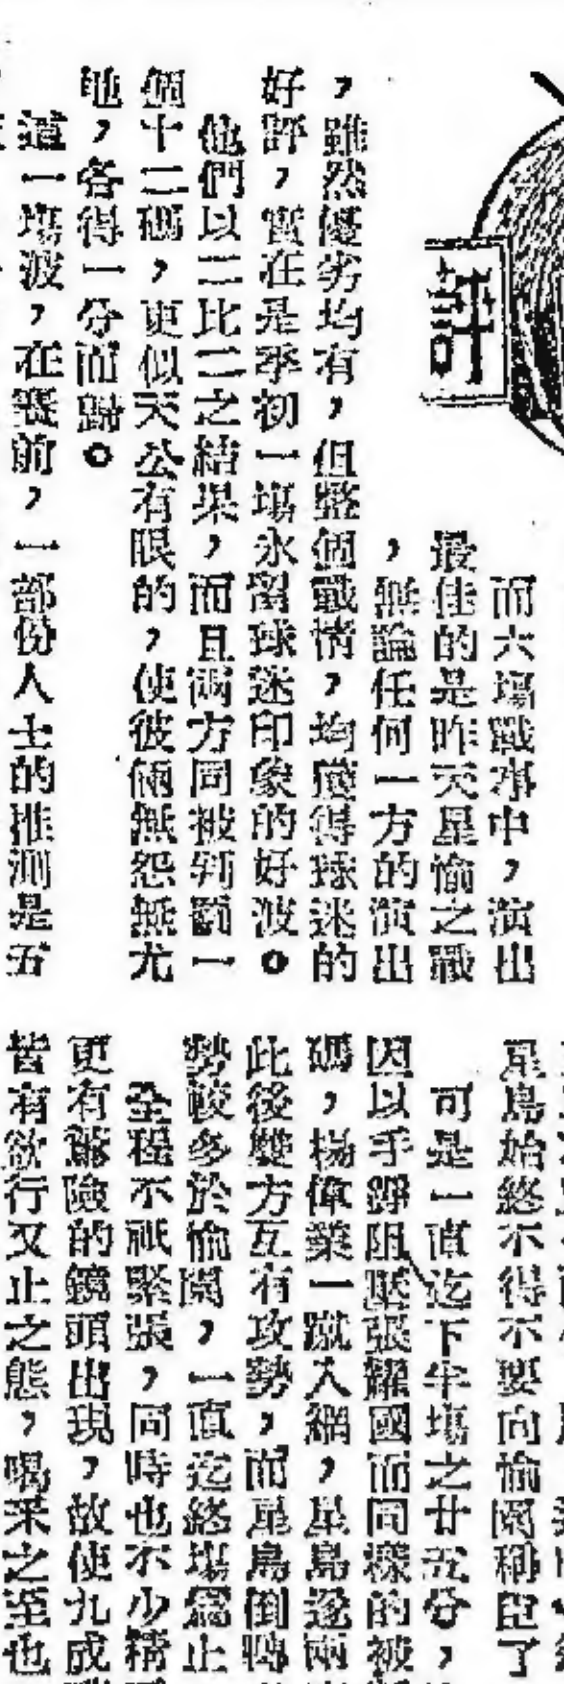 評
而六塲戰事中，演出
最佳的是昨天星愉之戰
，無論任何一方的演出
，雖然優劣均有，但整個戰情，均獲得球迷的
好評，實在是季初一塲永留球迷印象的好波。
他們以二比二之結果，而且兩方同被判罰一
個十二碼，更似天公有眼的，使彼倆無怨無尤
地，各得一分而歸。
這一塲波，在賽前，一部份人士的推測是五
星島始終不得不要向愉園稱臣了
可是一直迄下半塲之廿五分，
因以手 阻 張耀國而同樣的被
碼，楊偉業一蹴入網，星島遂兩
此後雙方互有攻勢，而星島倒
勢較多於愉園，一直迄終塲為止
全程不祇緊張，同時也不少精
更有驚險的鏡頭出現，故使九成
皆有欲行又止之態，喝采之至也